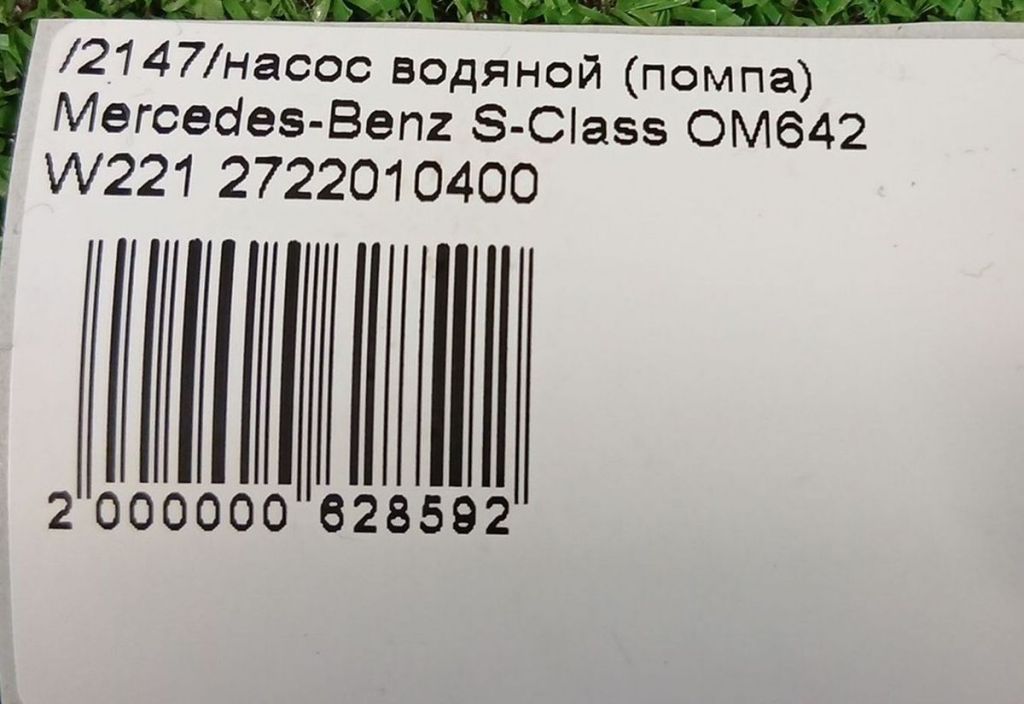 /2147/насос водяной (помпа)
Mercedes-Benz S-Class OM642
W221 2722010400
2 000000 628592